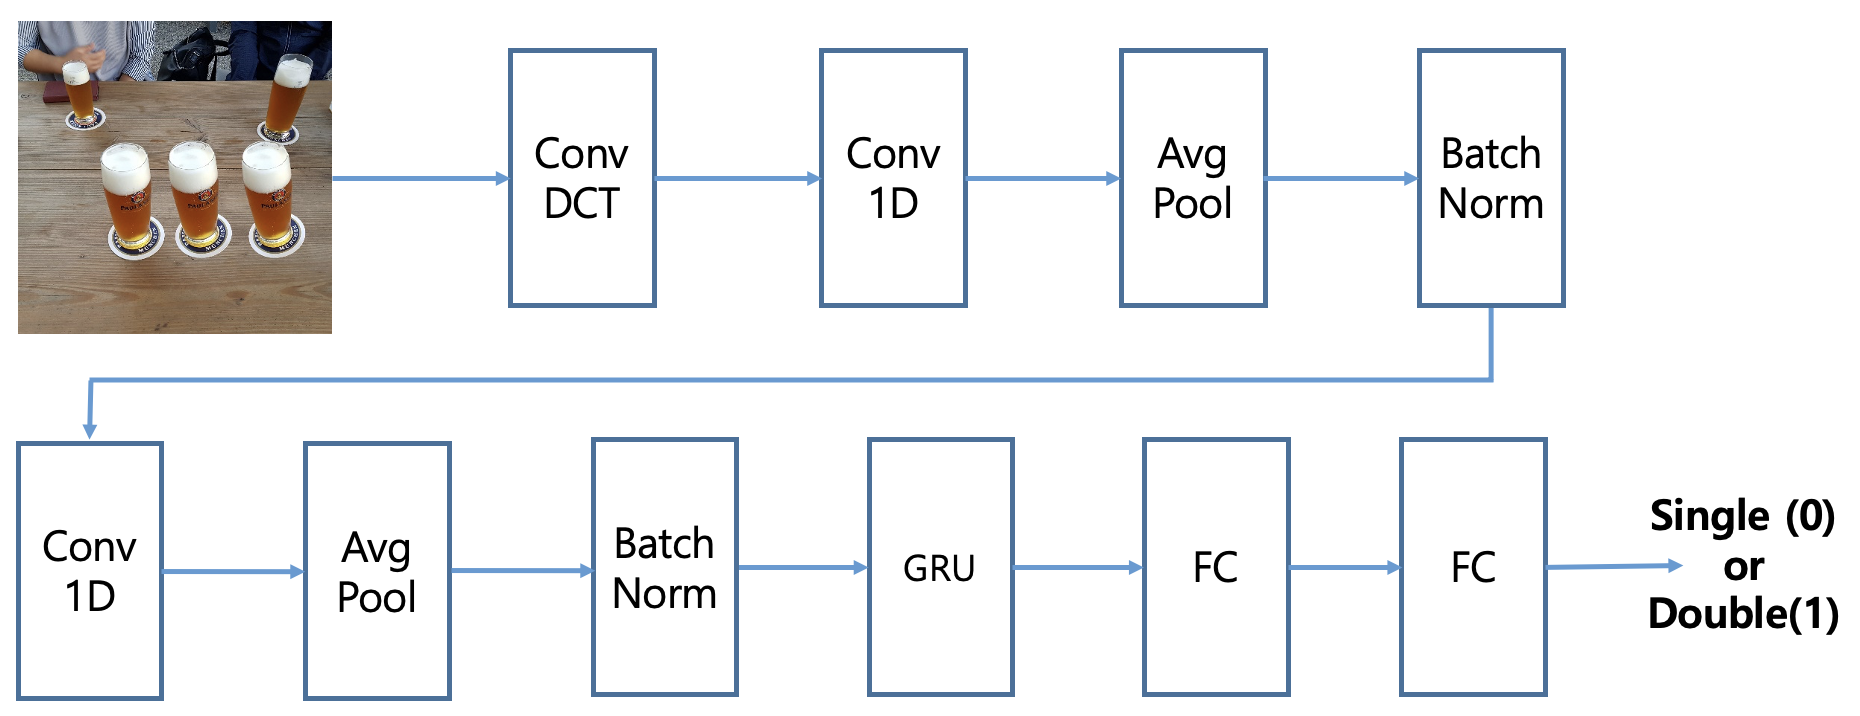 Conv
DCT
Conv
1D
Avg
Pool
Batch
Norm
Conv
1D
Avg
Pool
Batch
Norm
GRU
FC
FC
Single (0)
or
Double(1)